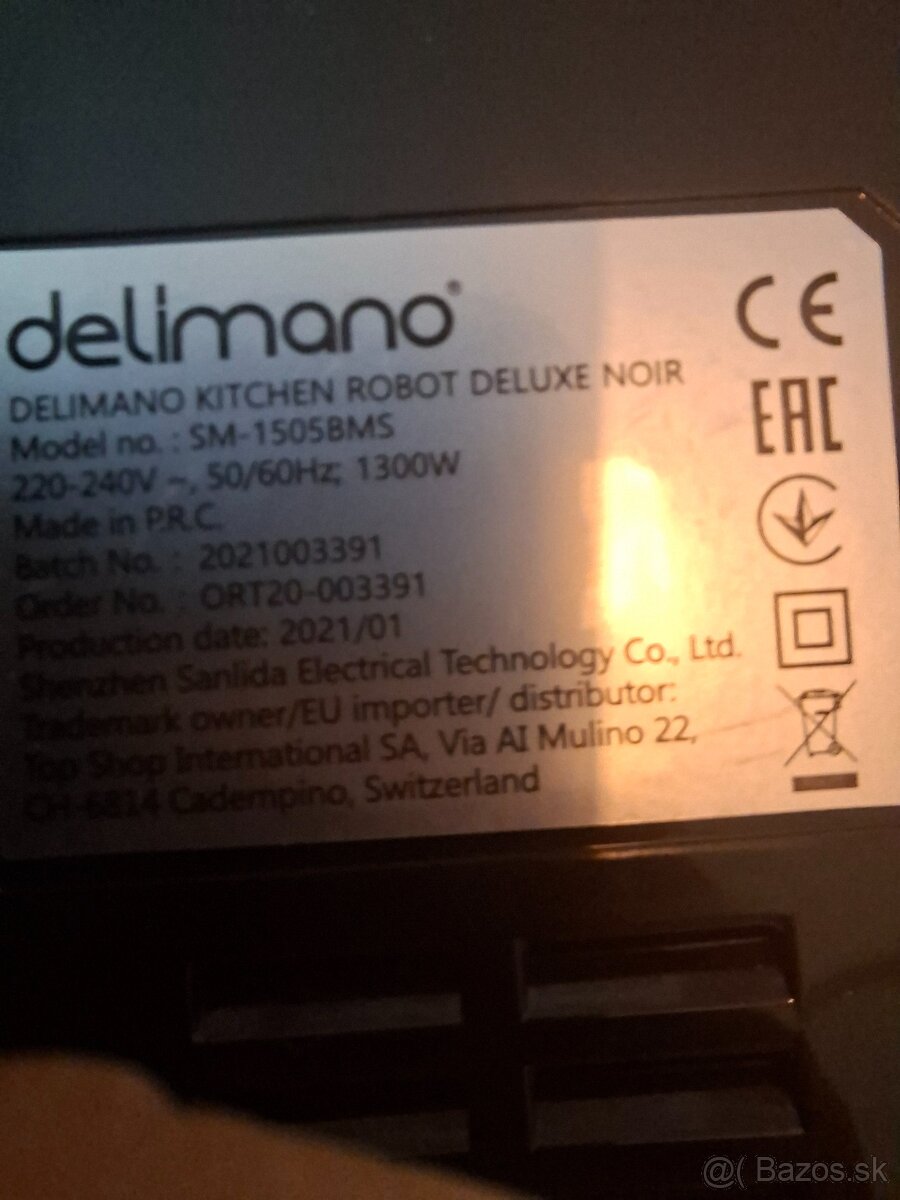 delimano®
DELIMANO KITCHEN ROBOT DELUXE NOIR
Model no. : SM-1505BMS
220-240V ~, 50/60Hz, 1300W
Made in P.R.C.
Batch No. : 2021003391
Order No. : ORT20-003391
Production date: 2021/01
Shenzhen Sanlida Electrical Technology Co., Ltd.
Trademark owner/EU importer/ distributor:
Top Shop International SA, Via Al Mulino 22,
CH-6814 Cadempino, Switzerland
CE
EAC
@( Bazos.sk